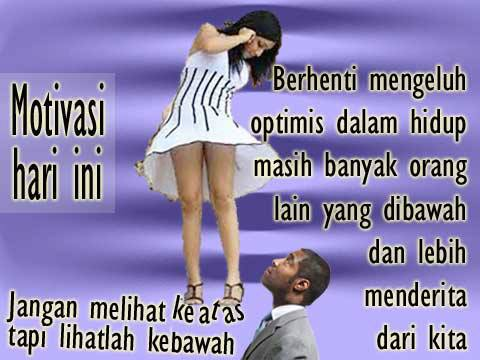 Motivasi
hari ini
Berhenti mengeluh
optimis dalam hidup
masih banyak orang
lain yang dibawah
dan lebih
menderita
dari kita
Jangan melihat keatas
tapi lihatlah kebawah